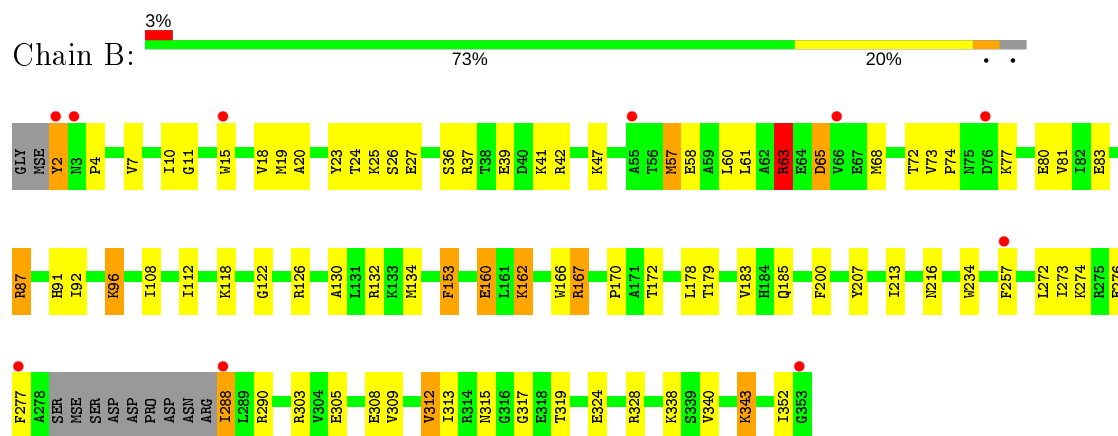 3%
Chain B:
73% 20% • •
GLY MSE Y2 N3 P4 V7 I10 G11 W15 V18 M19 A20 Y23 T24 K25 S26 E27 S36 R37 T38 E39 D40 K41 R42 K47 A55 T56 M57 E58 A59 L60 L61 A62 R63 E64 D65 V66 E67 M68 T72 V73 P74 N75 D76 K77 E80 V81 I82 E83
R87 H91 I92 K96 I108 I112 K118 G122 R126 A130 L131 R132 K133 M134 F153 E160 L161 K162 W166 R167 P170 A171 T172 L178 T179 V183 H184 Q185 F200 Y207 I213 N216 W234 F257 L272 I273 K274 R275
F277 A278 SER MSE SER ASP ASP PRO ASP ASN ARG I288 L289 R290 R303 V304 E305 E308 V309 V312 I313 R314 N315 G316 G317 E318 T319 E324 R328 K338 S339 V340 K343 I352 G353